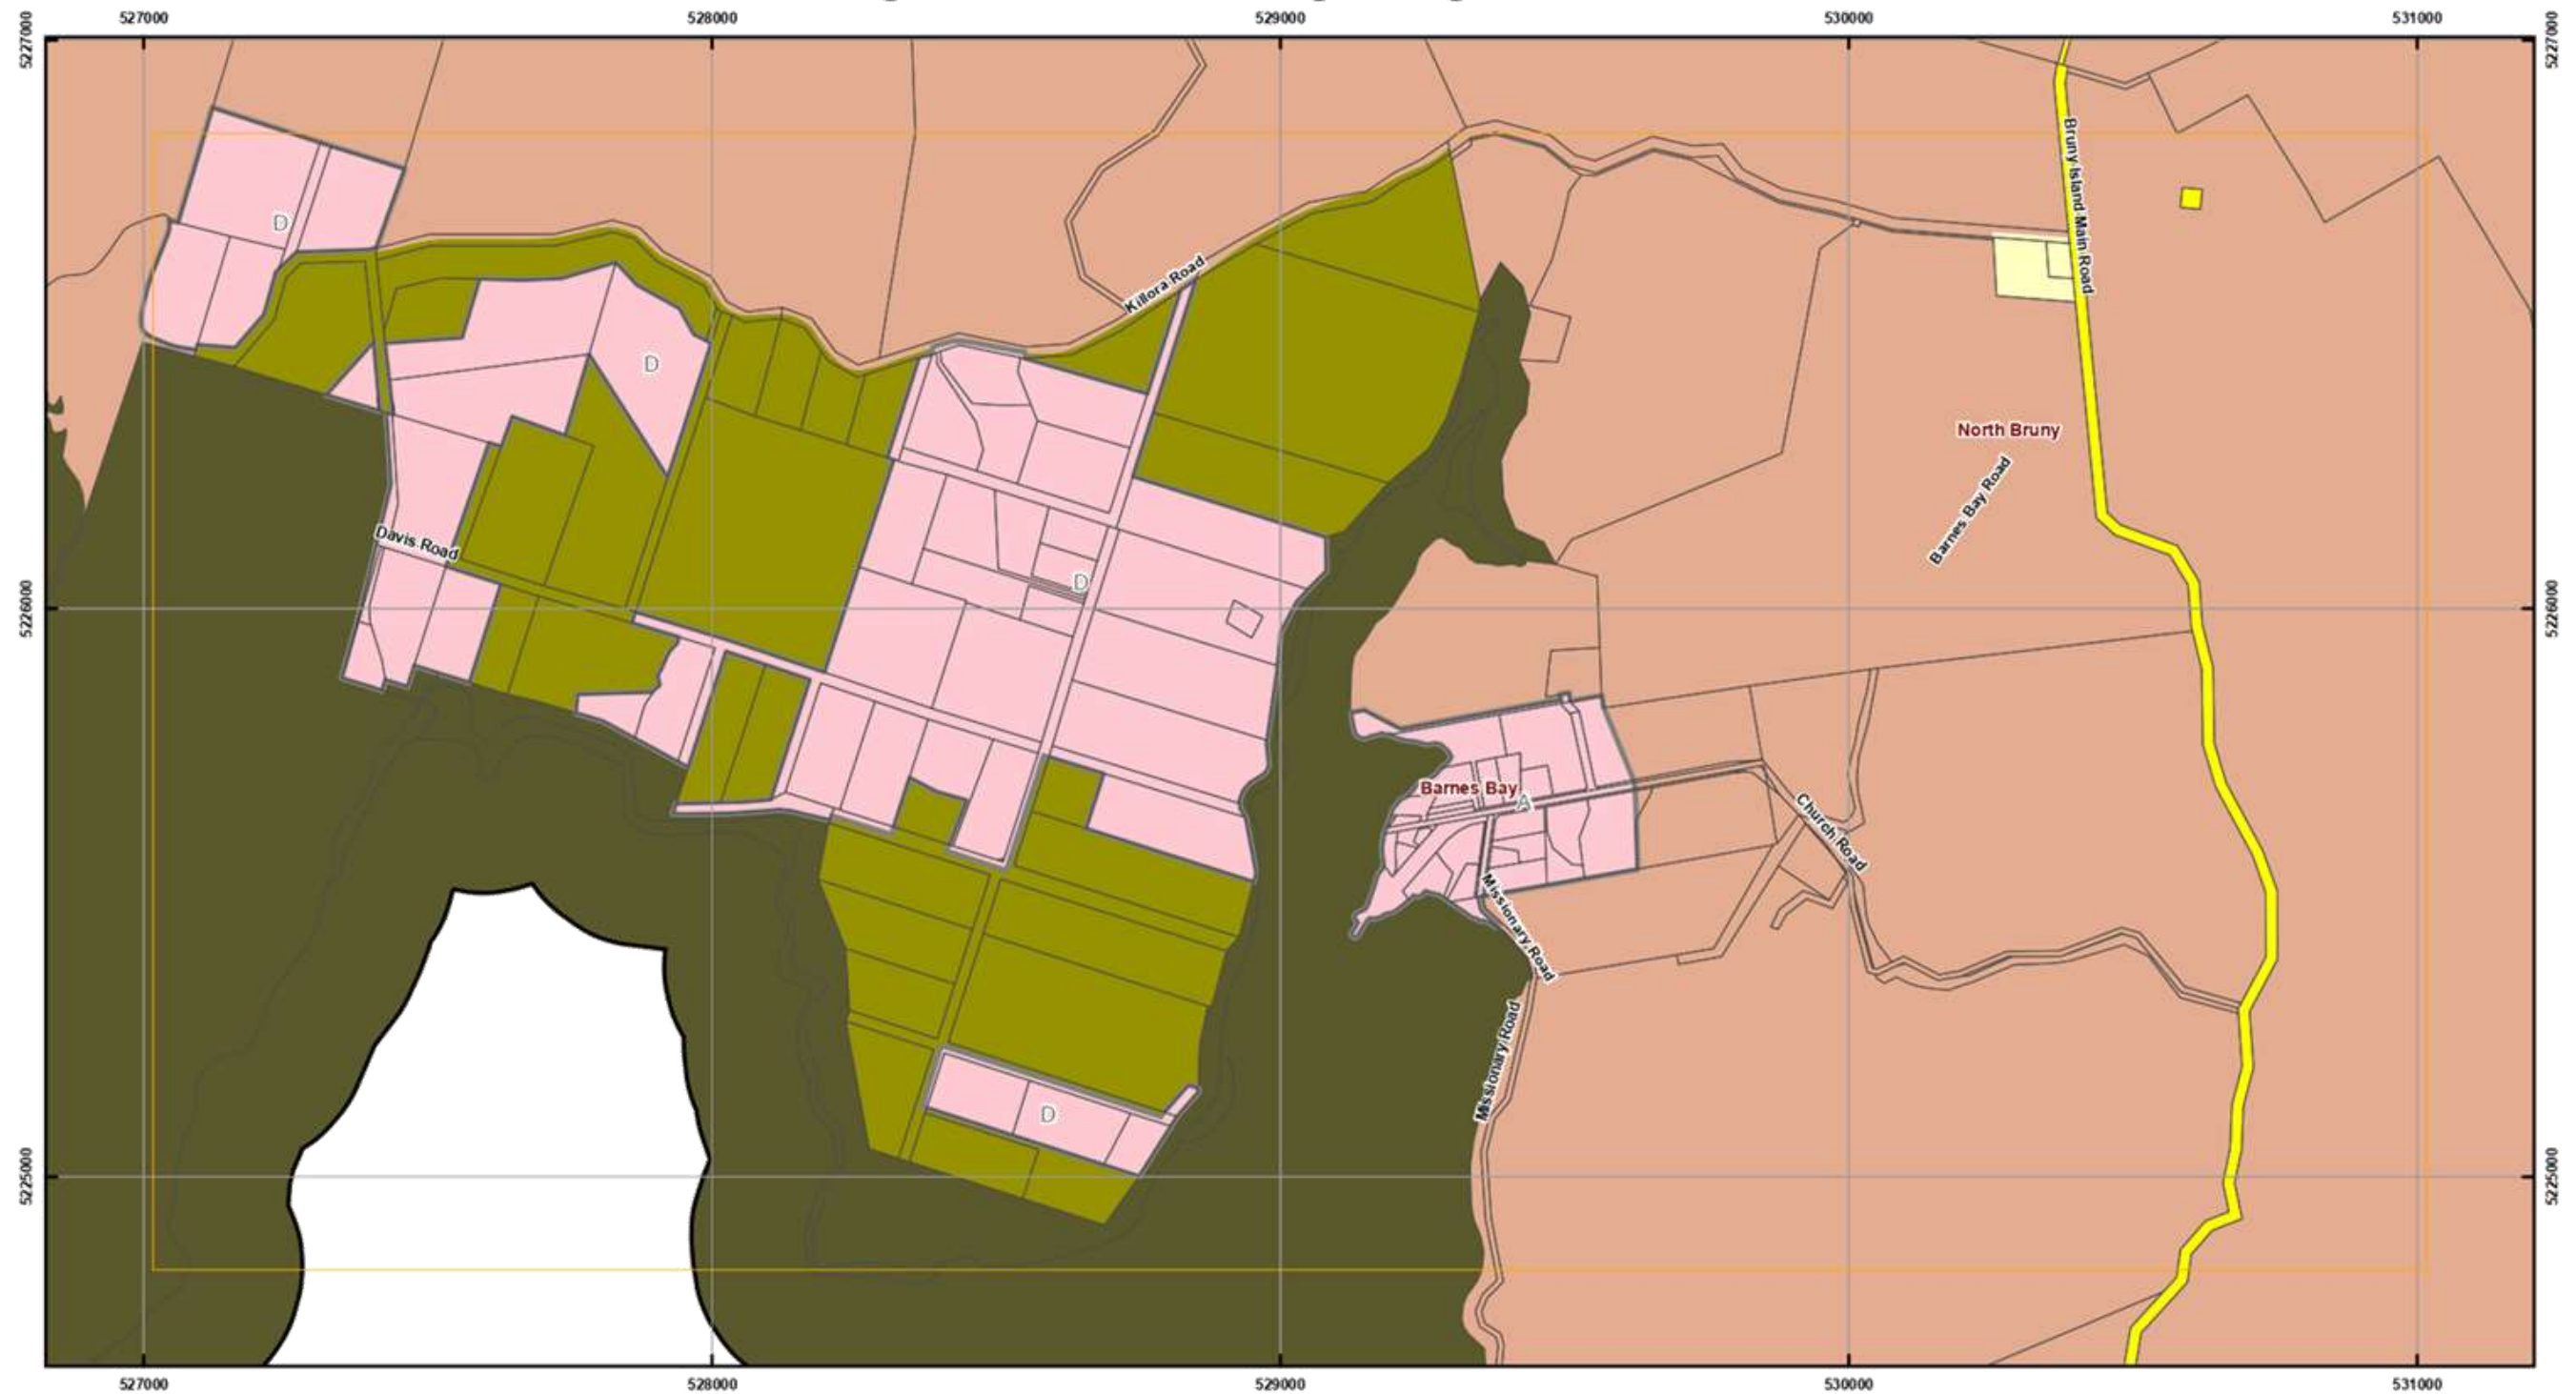 527000 528000 529000 530000 531000
5227000 5227000
Bruny Island Main Road
D
Killora Road
D
North Bruny
Barnes Bay Road
Davis Road
D
5226000 5226000
Barnes Bay
A
Church Road
Missionary Road
Missionary Road
D
5225000 5225000
527000 528000 529000 530000 531000